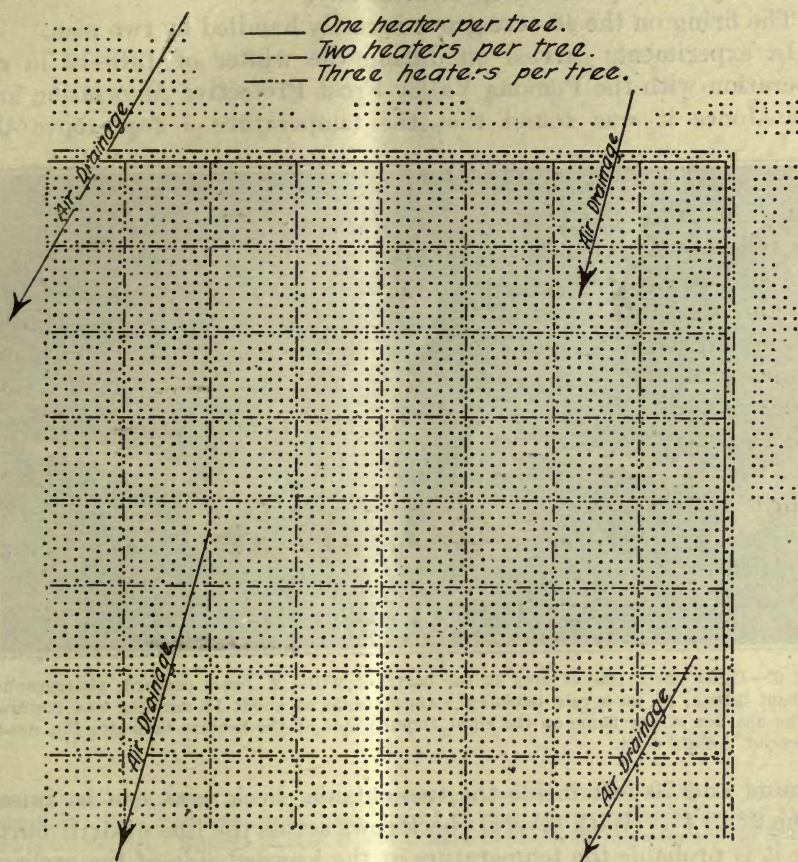 One heater per tree.
Two heaters per tree.
Three heaters per tree.
Air Drainage
Air Drainage
Air Drainage
Air Drainage